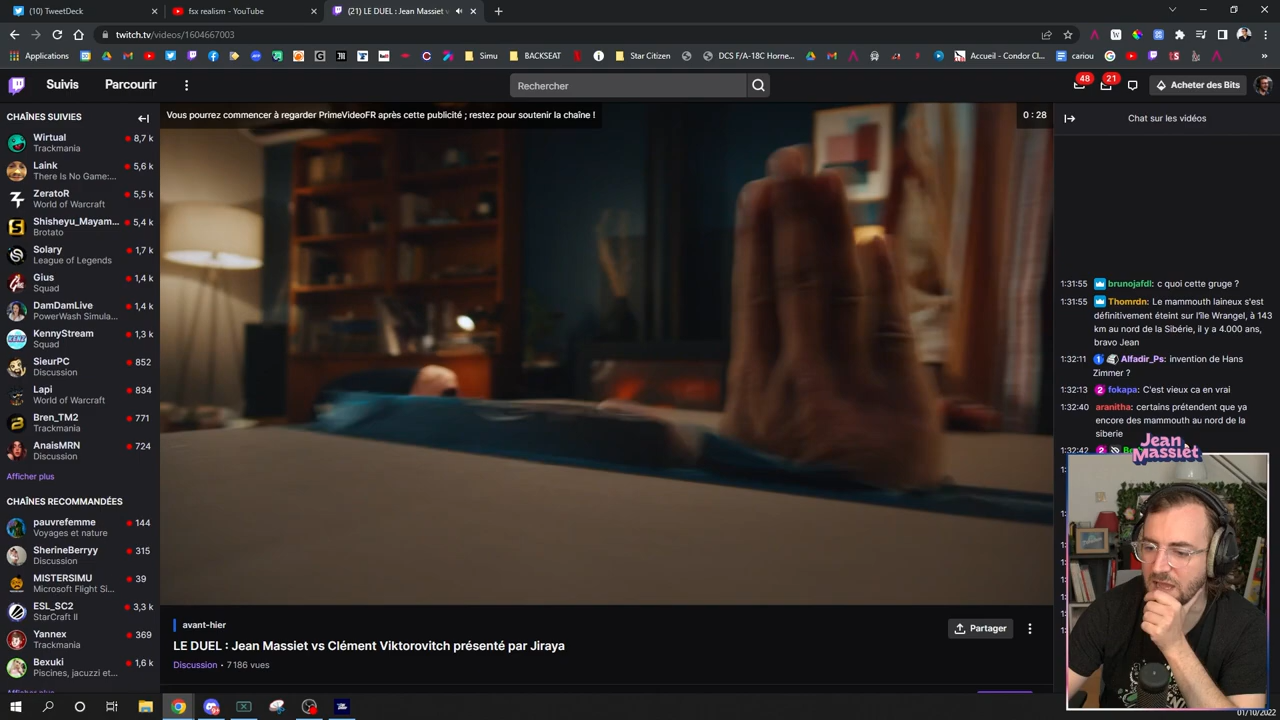 (10) TweetDeck
fsx realism - YouTube
(21) LE DUEL : Jean Massiet v
twitch.tv/videos/1604667003
Applications
Simu
BACKSEAT
Star Citizen
DCS F/A-18C Horne...
Accueil - Condor Cl...
cariou
Suivis
Parcourir
Rechercher
48
21
Acheter des Bits
CHAÎNES SUIVIES
Wirtual
8,7 k
Trackmania
Laink
5,6 k
There Is No Game:...
ZeratoR
5,5 k
World of Warcraft
Shisheyu_Mayam...
5,4 k
Brotato
Solary
1,7 k
League of Legends
Gius
1,4 k
Squad
DamDamLive
1,4 k
PowerWash Simula...
KennyStream
1,3 k
Squad
SieurPC
852
Discussion
Lapi
834
World of Warcraft
Bren_TM2
771
Trackmania
AnaisMRN
724
Discussion
Afficher plus
CHAÎNES RECOMMANDÉES
pauvrefemme
144
Voyages et nature
SherineBerryy
315
Discussion
MISTERSIMU
39
Microsoft Flight Si...
ESL_SC2
3,3 k
StarCraft II
Yannex
369
Trackmania
Bexuki
1,6 k
Piscines, jacuzzi et...
Vous pourrez commencer à regarder PrimeVideoFR après cette publicité ; restez pour soutenir la chaîne !
0 : 28
avant-hier
LE DUEL : Jean Massiet vs Clément Viktorovitch présenté par Jiraya
Discussion • 7 186 vues
Partager
Chat sur les vidéos
1:31:55 brunojafdl: c quoi cette gruge ?
1:31:55 Thomrdn: Le mammouth laineux s'est
définitivement éteint sur l'île Wrangel, à 143
km au nord de la Sibérie, il y a 4.000 ans,
bravo Jean
1:32:11 Alfadir_Ps: invention de Hans
Zimmer ?
1:32:13 fokapa: C'est vieux ca en vrai
1:32:40 aranitha: certains prétendent que ya
encore des mammouth au nord de la
siberie
1:32:42
Jean
Massiet
01/10/2022